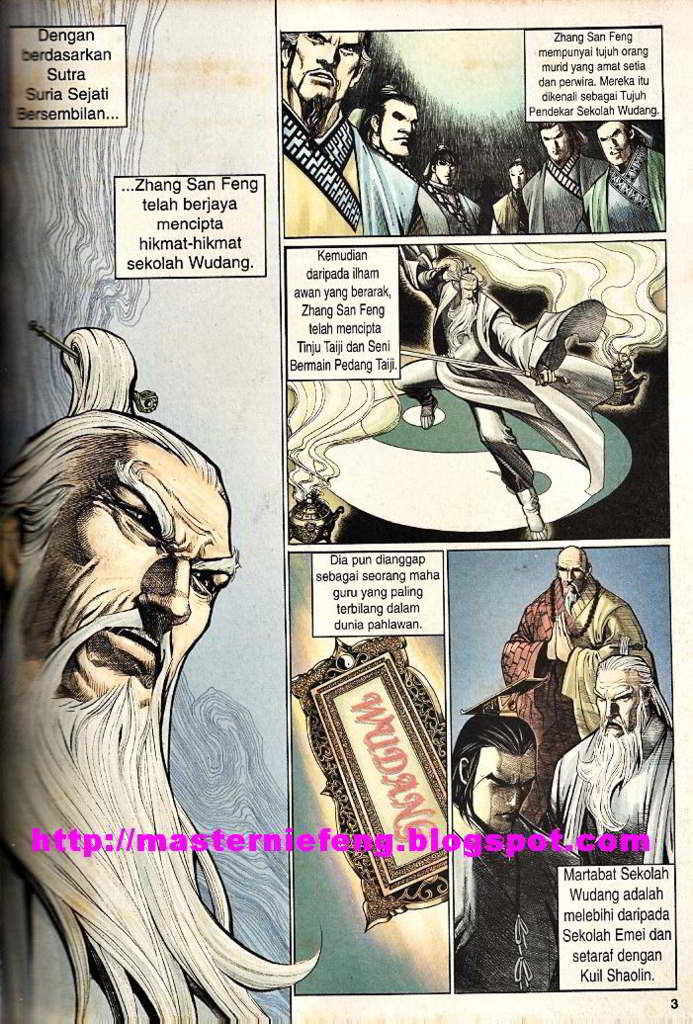 Dengan
berdasarkan
Sutra
Suria Sejati
Bersembilan...
...Zhang San Feng
telah berjaya
mencipta
hikmat-hikmat
sekolah Wudang.
Zhang San Feng
mempunyai tujuh orang
murid yang amat setia
dan perwira. Mereka itu
dikenali sebagai Tujuh
Pendekar Sekolah Wudang.
Kemudian
daripada ilham
awan yang berarak,
Zhang San Feng
telah mencipta
Tinju Taiji dan Seni
Bermain Pedang Taiji.
Dia pun dianggap
sebagai seorang maha
guru yang paling
terbilang dalam
dunia pahlawan.
WUDANG
http://masterniefeng.blogspot.com
Martabat Sekolah
Wudang adalah
melebihi daripada
Sekolah Emei dan
setaraf dengan
Kuil Shaolin.
3